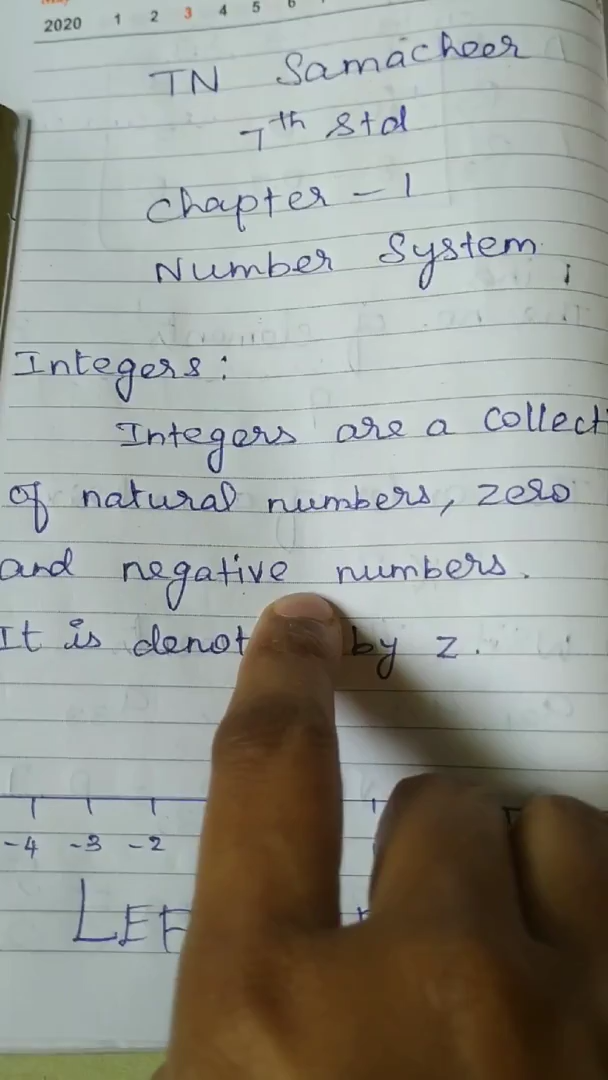 2020 1 2 3 4 5 6
TN Samacheer
7th Std
Chapter - 1
Number System
Integers:
Integers are a collect
of natural numbers, zero
and negative numbers.
It is denot by z.
-4 -3 -2
LEF